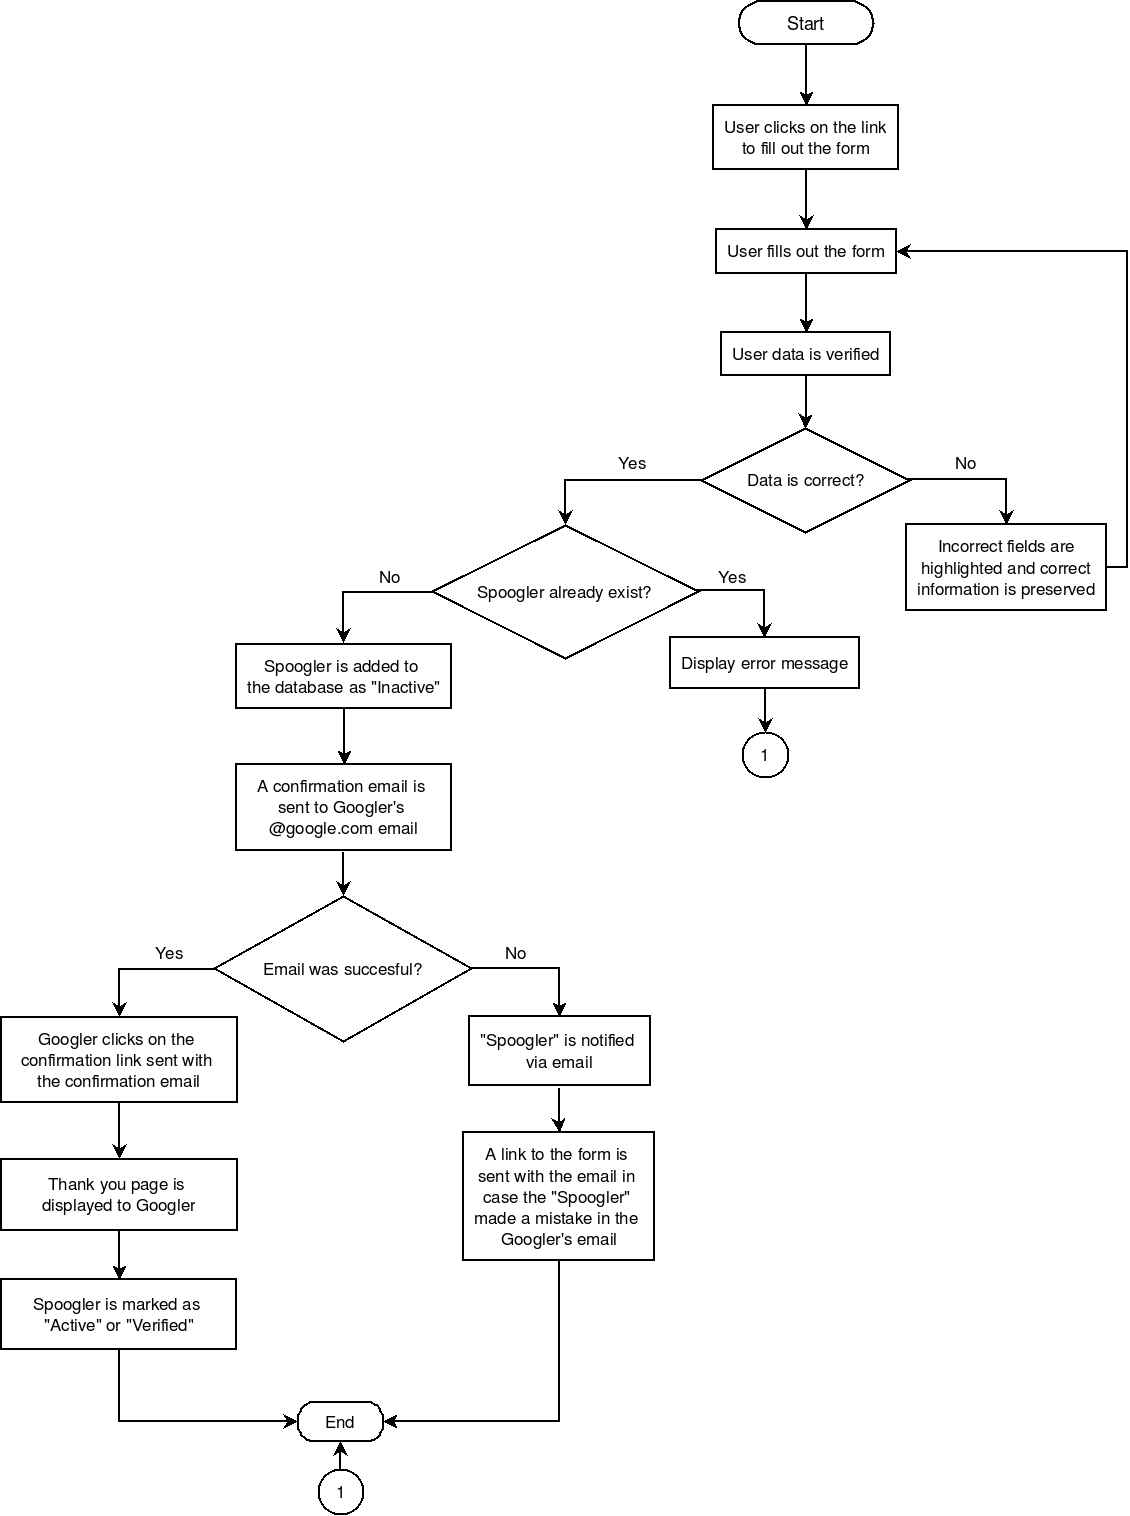 Start
User clicks on the link
to fill out the form
User fills out the form
User data is verified
Data is correct?
Yes
No
Incorrect fields are
highlighted and correct
information is preserved
Spoogler already exist?
No
Yes
Spoogler is added to
the database as "Inactive"
Display error message
1
A confirmation email is
sent to Googler's
@google.com email
Email was succesful?
Yes
No
Googler clicks on the
confirmation link sent with
the confirmation email
"Spoogler" is notified
via email
Thank you page is
displayed to Googler
A link to the form is
sent with the email in
case the "Spoogler"
made a mistake in the
Googler's email
Spoogler is marked as
"Active" or "Verified"
End
1